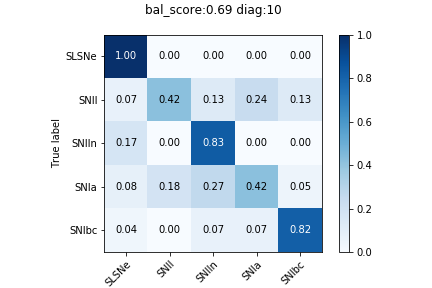 bal_score:0.69 diag:10
SLSNe 1.00 0.00 0.00 0.00 0.00
SNII 0.07 0.42 0.13 0.24 0.13
SNIIn 0.17 0.00 0.83 0.00 0.00
SNIa 0.08 0.18 0.27 0.42 0.05
SNIbc 0.04 0.00 0.07 0.07 0.82
SLSNe SNII SNIIn SNIa SNIbc
True label
1.0
0.8
0.6
0.4
0.2
0.0